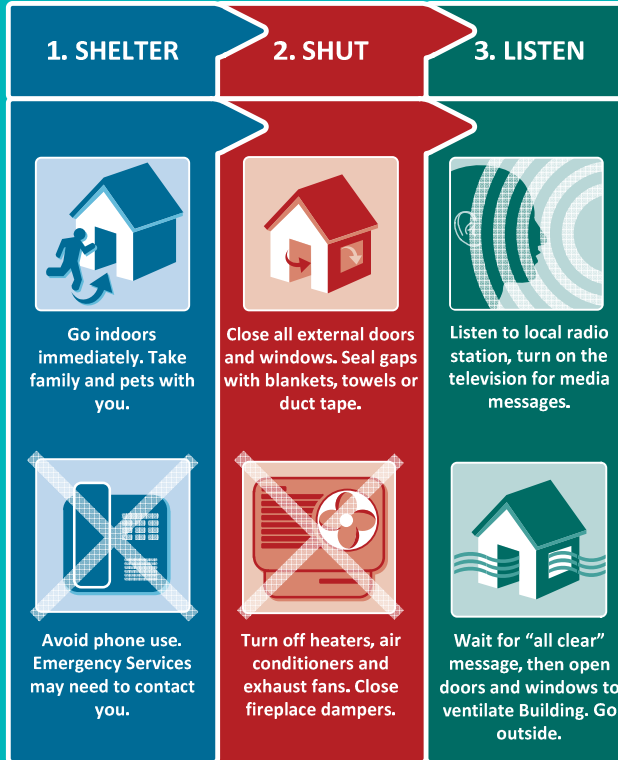 1. SHELTER
2. SHUT
3. LISTEN
Go indoors
immediately. Take
family and pets with
you.
Close all external doors
and windows. Seal gaps
with blankets, towels or
duct tape.
Listen to local radio
station, turn on the
television for media
messages.
Avoid phone use.
Emergency Services
may need to contact
you.
Turn off heaters, air
conditioners and
exhaust fans. Close
fireplace dampers.
Wait for “all clear”
message, then open
doors and windows to
ventilate Building. Go
outside.